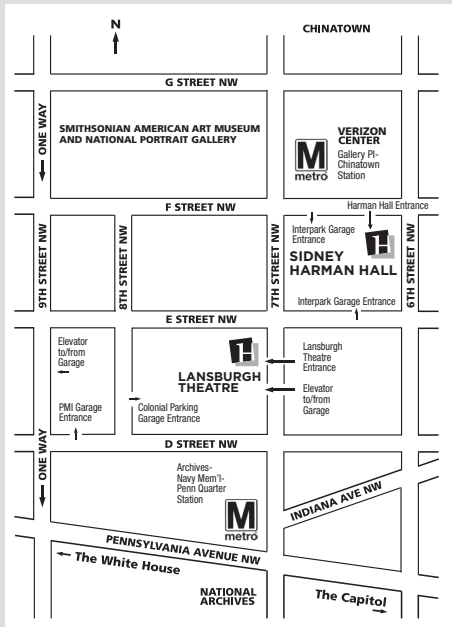 N
CHINATOWN
G STREET NW
ONE WAY
SMITHSONIAN AMERICAN ART MUSEUM
AND NATIONAL PORTRAIT GALLERY
M
metro
VERIZON
CENTER
Gallery Pl-
Chinatown
Station
F STREET NW
Harman Hall Entrance
9TH STREET NW
8TH STREET NW
7TH STREET NW
6TH STREET NW
Interpark Garage
Entrance
SIDNEY
HARMAN HALL
Interpark Garage Entrance
E STREET NW
Elevator
to/from
Garage
LANSBURGH
THEATRE
Lansburgh
Theatre
Entrance
Elevator
to/from
Garage
PMI Garage
Entrance
Colonial Parking
Garage Entrance
D STREET NW
ONE WAY
Archives-
Navy Mem'l-
Penn Quarter
Station
M
metro
INDIANA AVE NW
PENNSYLVANIA AVENUE NW
The White House
NATIONAL
ARCHIVES
The Capitol